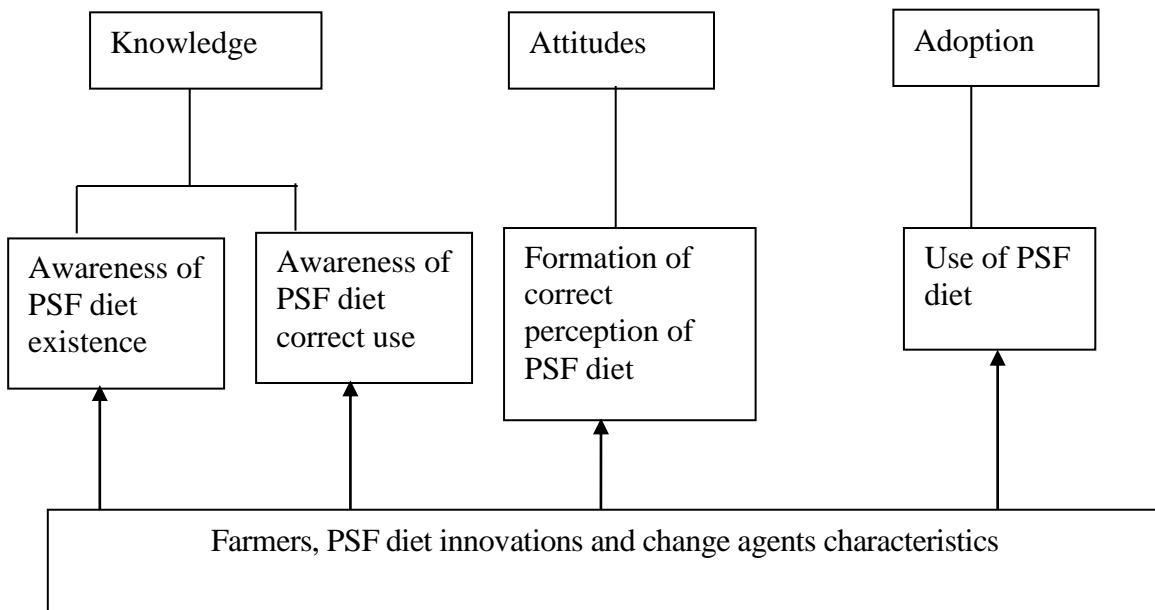 Knowledge
Attitudes
Adoption
Awareness of
PSF diet
existence
Awareness of
PSF diet
correct use
Formation of
correct
perception of
PSF diet
Use of PSF
diet
Farmers, PSF diet innovations and change agents characteristics